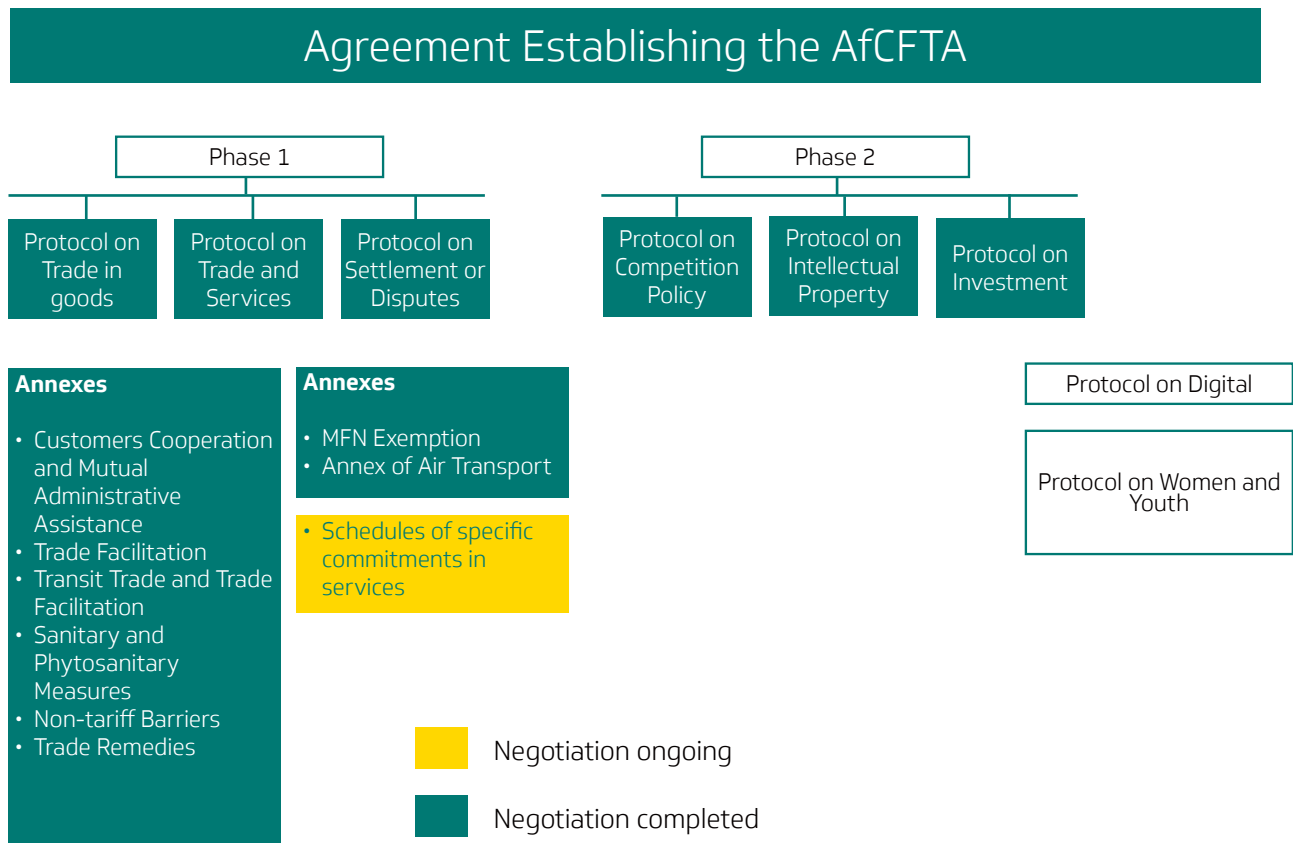 Agreement Establishing the AfCFTA
Phase 1
Phase 2
Protocol on
Trade in
goods
Protocol on
Trade and
Services
Protocol on
Settlement or
Disputes
Protocol on
Competition
Policy
Protocol on
Intellectual
Property
Protocol on
Investment
Annexes
• Customers Cooperation
and Mutual
Administrative
Assistance
• Trade Facilitation
• Transit Trade and Trade
Facilitation
• Sanitary and
Phytosanitary
Measures
• Non-tariff Barriers
• Trade Remedies
Annexes
• MFN Exemption
• Annex of Air Transport
• Schedules of specific
commitments in
services
Protocol on Digital
Protocol on Women and
Youth
Negotiation ongoing
Negotiation completed